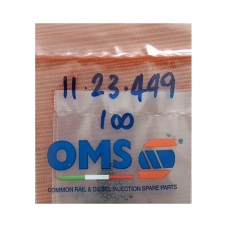 11.23.449
100
OMS
COMMON RAIL & DIESEL INJECTION SPARE PARTS